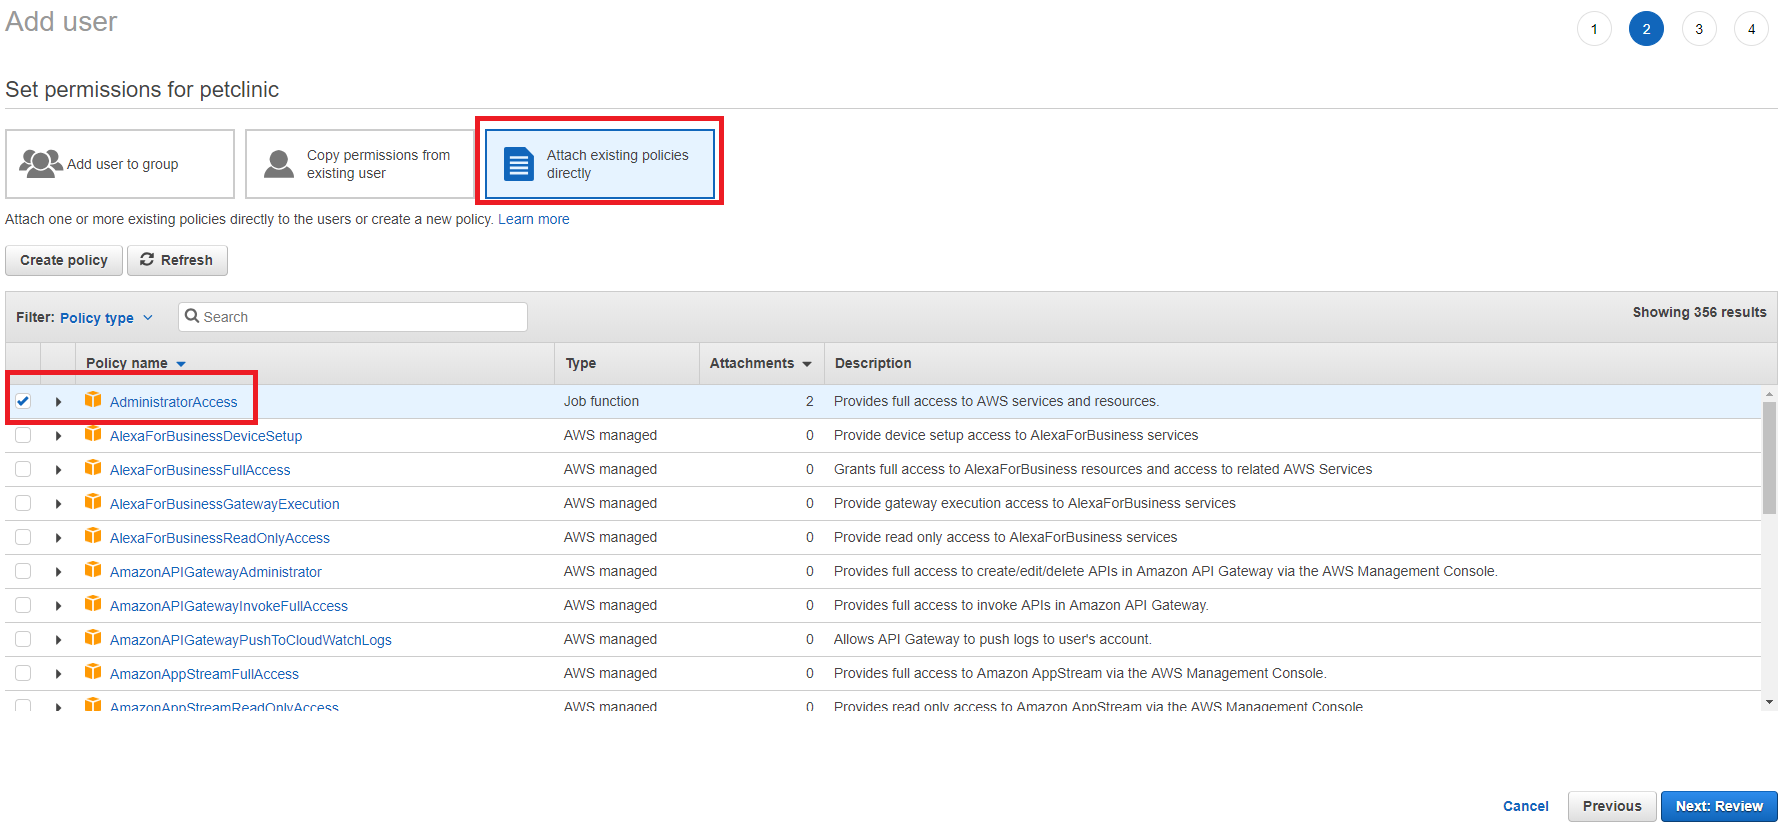 Add user
1 2 3 4
Set permissions for petclinic
Add user to group
Copy permissions from
existing user
Attach existing policies
directly
Attach one or more existing policies directly to the users or create a new policy. Learn more
Create policy Refresh
Filter: Policy type Search Showing 356 results
Policy name Type Attachments Description
AdministratorAccess Job function 2 Provides full access to AWS services and resources.
AlexaForBusinessDeviceSetup AWS managed 0 Provide device setup access to AlexaForBusiness services
AlexaForBusinessFullAccess AWS managed 0 Grants full access to AlexaForBusiness resources and access to related AWS Services
AlexaForBusinessGatewayExecution AWS managed 0 Provide gateway execution access to AlexaForBusiness services
AlexaForBusinessReadOnlyAccess AWS managed 0 Provide read only access to AlexaForBusiness services
AmazonAPIGatewayAdministrator AWS managed 0 Provides full access to create/edit/delete APIs in Amazon API Gateway via the AWS Management Console.
AmazonAPIGatewayInvokeFullAccess AWS managed 0 Provides full access to invoke APIs in Amazon API Gateway.
AmazonAPIGatewayPushToCloudWatchLogs AWS managed 0 Allows API Gateway to push logs to user's account.
AmazonAppStreamFullAccess AWS managed 0 Provides full access to Amazon AppStream via the AWS Management Console.
AmazonAppStreamReadOnlyAccess AWS managed 0 Provides read only access to Amazon AppStream via the AWS Management Console
Cancel Previous Next: Review